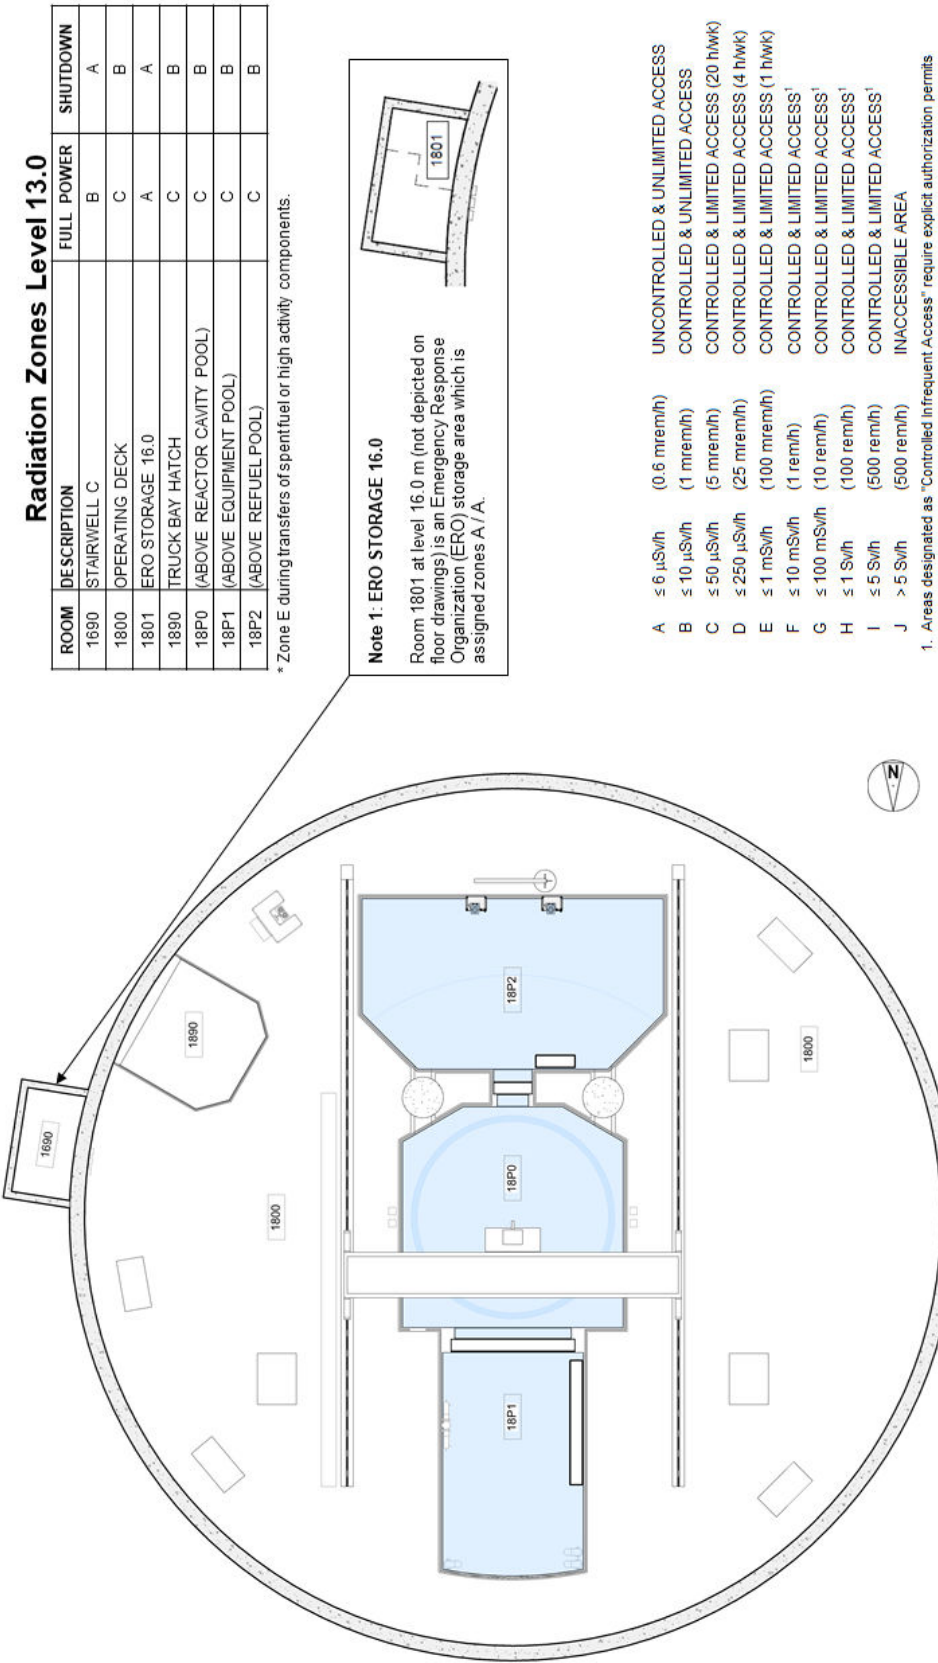 Radiation Zones Level 13.0
ROOM DESCRIPTION FULL POWER SHUTDOWN
1690 STAIRWELL C B A
1800 OPERATING DECK C B
1801 ERO STORAGE 16.0 A A
1890 TRUCK BAY HATCH C B
18P0 (ABOVE REACTOR CAVITY POOL) C B
18P1 (ABOVE EQUIPMENT POOL) C B
18P2 (ABOVE REFUEL POOL) C B
* Zone E during transfers of spent fuel or high activity components.
Note 1: ERO STORAGE 16.0
Room 1801 at level 16.0 m (not depicted on
floor drawings) is an Emergency Response
Organization (ERO) storage area which is
assigned zones A / A.
1801
A ≤ 6 µSv/h (0.6 mrem/h) UNCONTROLLED & UNLIMITED ACCESS
B ≤ 10 µSv/h (1 mrem/h) CONTROLLED & UNLIMITED ACCESS
C ≤ 50 µSv/h (5 mrem/h) CONTROLLED & LIMITED ACCESS (20 h/wk)
D ≤ 250 µSv/h (25 mrem/h) CONTROLLED & LIMITED ACCESS (4 h/wk)
E ≤ 1 mSv/h (100 mrem/h) CONTROLLED & LIMITED ACCESS (1 h/wk)
F ≤ 10 mSv/h (1 rem/h) CONTROLLED & LIMITED ACCESS¹
G ≤ 100 mSv/h (10 rem/h) CONTROLLED & LIMITED ACCESS¹
H ≤ 1 Sv/h (100 rem/h) CONTROLLED & LIMITED ACCESS¹
I ≤ 5 Sv/h (500 rem/h) CONTROLLED & LIMITED ACCESS¹
J > 5 Sv/h (500 rem/h) INACCESSIBLE AREA
1. Areas designated as "Controlled Infrequent Access" require explicit authorization permits
1690
1890
1800
18P2
18P0
18P1
1800
N